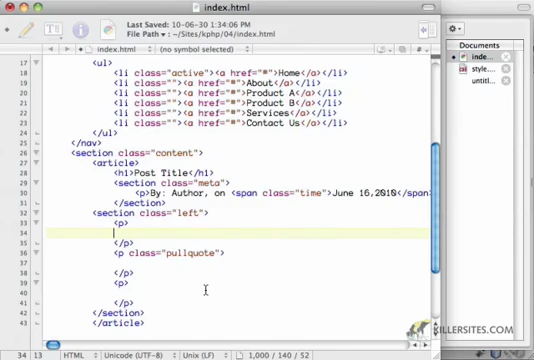 index.html
Last Saved: 10-06-30 1:34:06 PM
File Path ▾: ~/Sites/kphp/04/index.html
index.html (no symbol selected)
Documents
inde...
style....
untitl...
17 <ul>
18 <li class="active"><a href="#">Home</a></li>
19 <li class=""><a href="#">About</a></li>
20 <li class=""><a href="#">Product A</a></li>
21 <li class=""><a href="#">Product B</a></li>
22 <li class=""><a href="#">Services</a></li>
23 <li class=""><a href="#">Contact Us</a></li>
24 </ul>
25 </nav>
26 <section class="content">
27 <article>
28 <h1>Post Title</h1>
29 <section class="meta">
30 <p>By: Author, on <span class="time">June 16,2010</span>
31 </section>
32 <section class="left">
33 <p>
34
35 </p>
36 <p class="pullquote">
37
38 </p>
39 <p>
40
41 </p>
42 </section>
43 </article>
34 16 HTML Unicode (UTF-8) Unix (LF) 1,000 / 140 / 52
KILLERSITES.COM